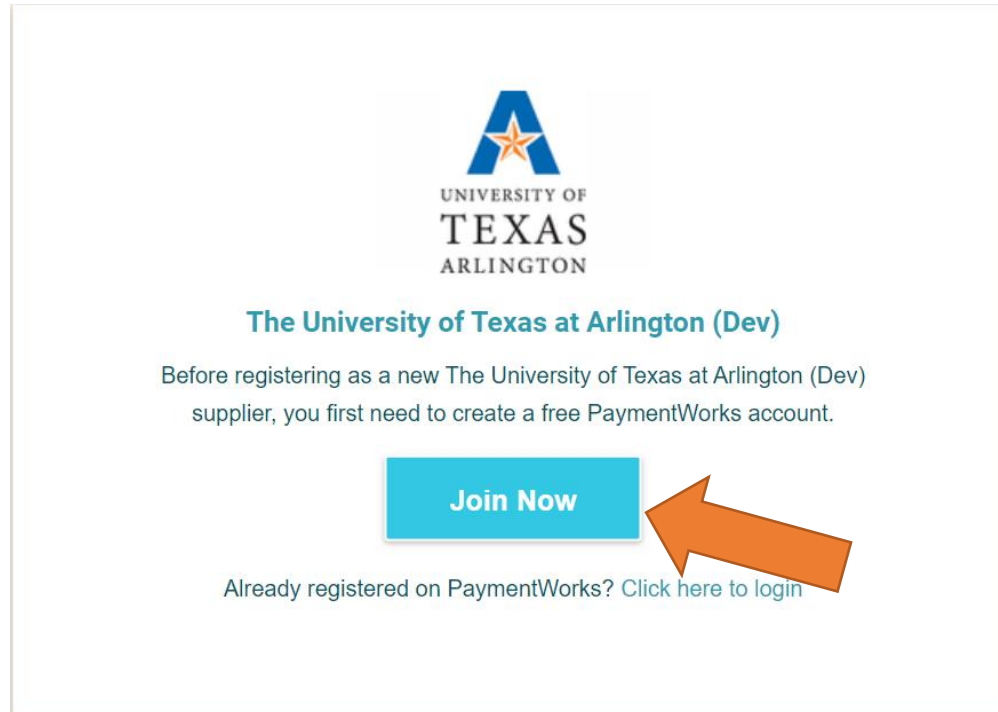 UNIVERSITY OF
TEXAS
ARLINGTON
The University of Texas at Arlington (Dev)
Before registering as a new The University of Texas at Arlington (Dev)
supplier, you first need to create a free PaymentWorks account.
Join Now
Already registered on PaymentWorks? Click here to login